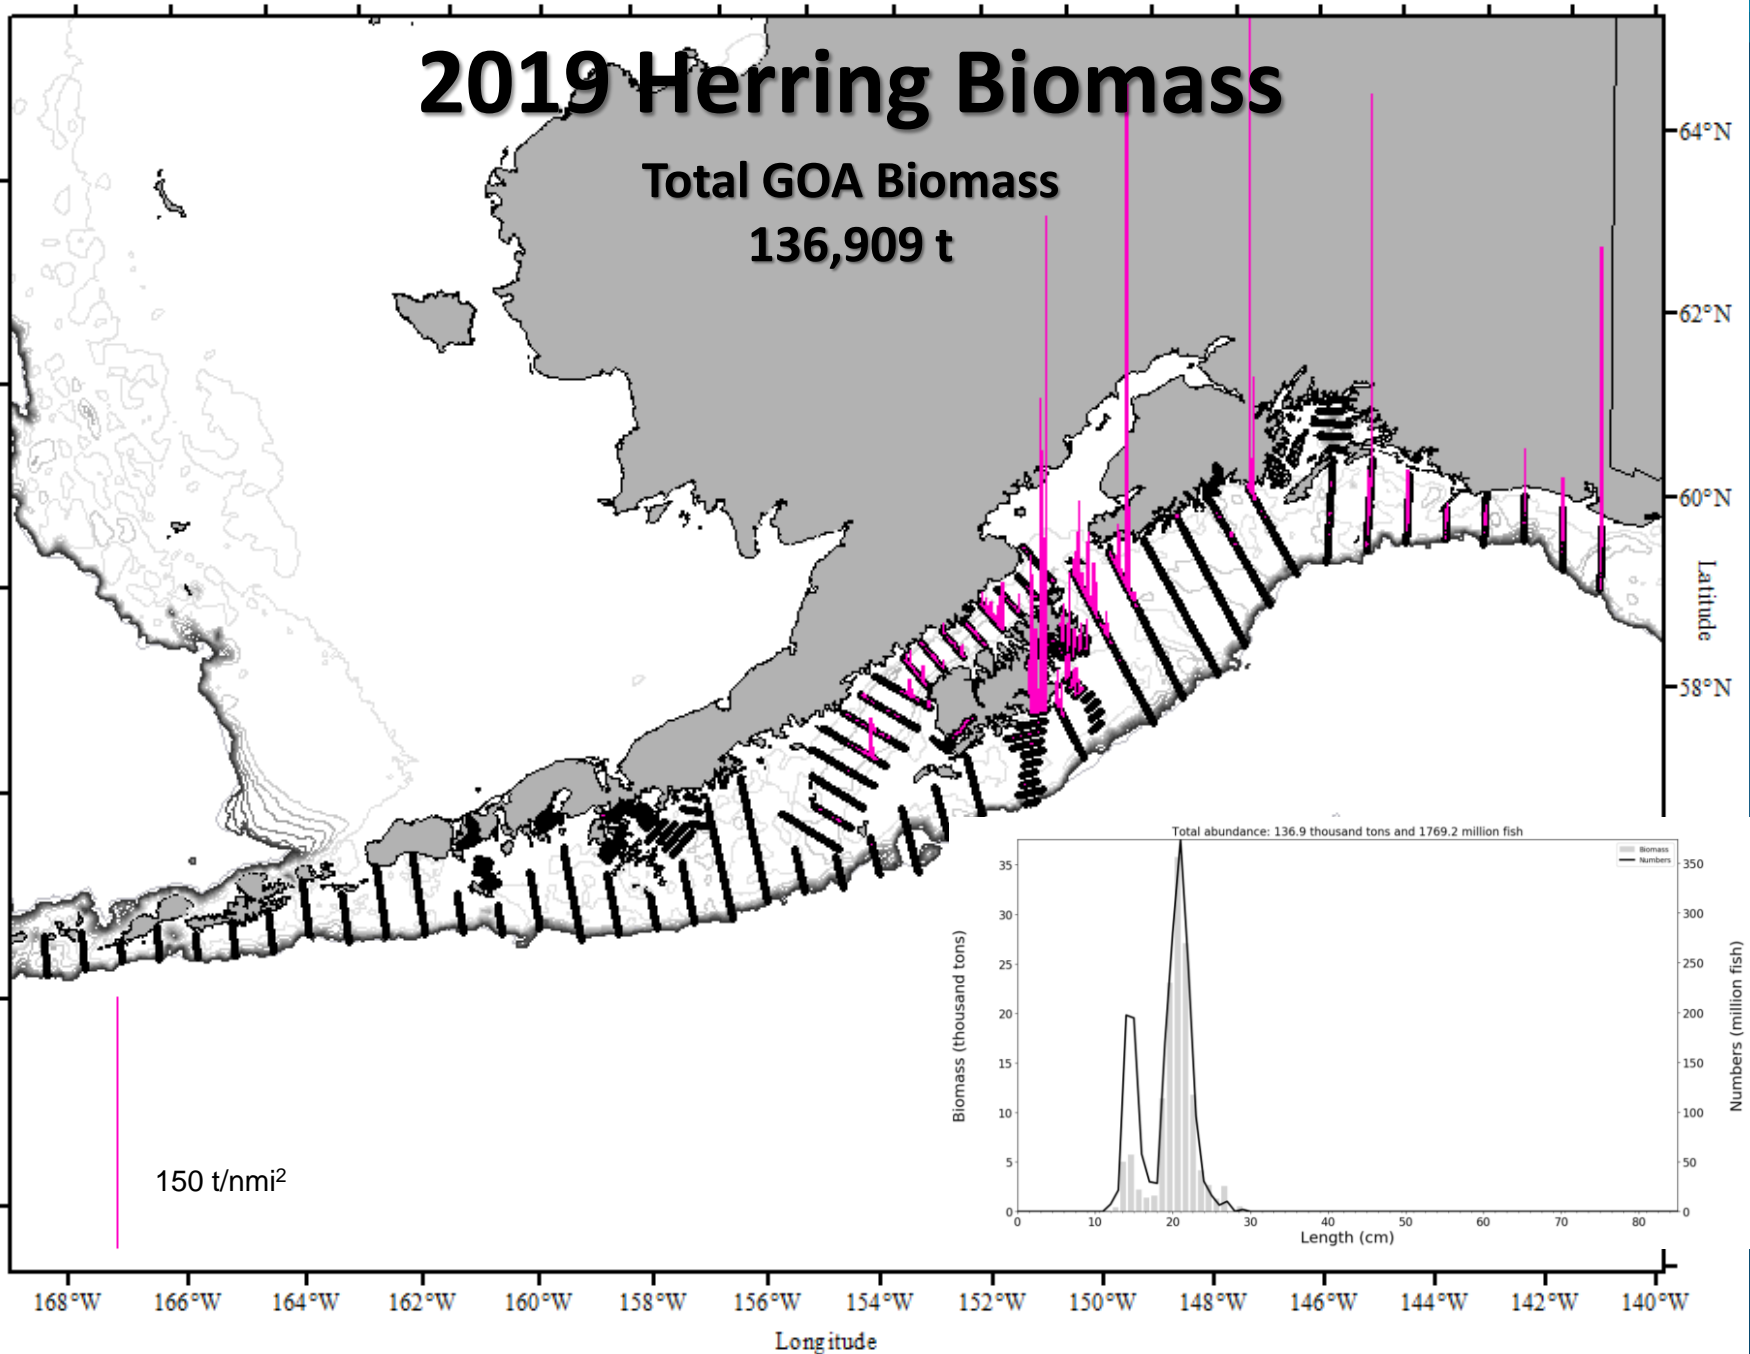 2019 Herring Biomass
Total GOA Biomass
136,909 t
64°N
62°N
60°N
58°N
Latitude
150 t/nmi²
Total abundance: 136.9 thousand tons and 1769.2 million fish
Biomass
Numbers
Biomass (thousand tons)
35
30
25
20
15
10
5
0
350
300
250
200
150
100
50
0
Numbers (million fish)
0 10 20 30 40 50 60 70 80
Length (cm)
168°W 166°W 164°W 162°W 160°W 158°W 156°W 154°W 152°W 150°W 148°W 146°W 144°W 142°W 140°W
Longitude